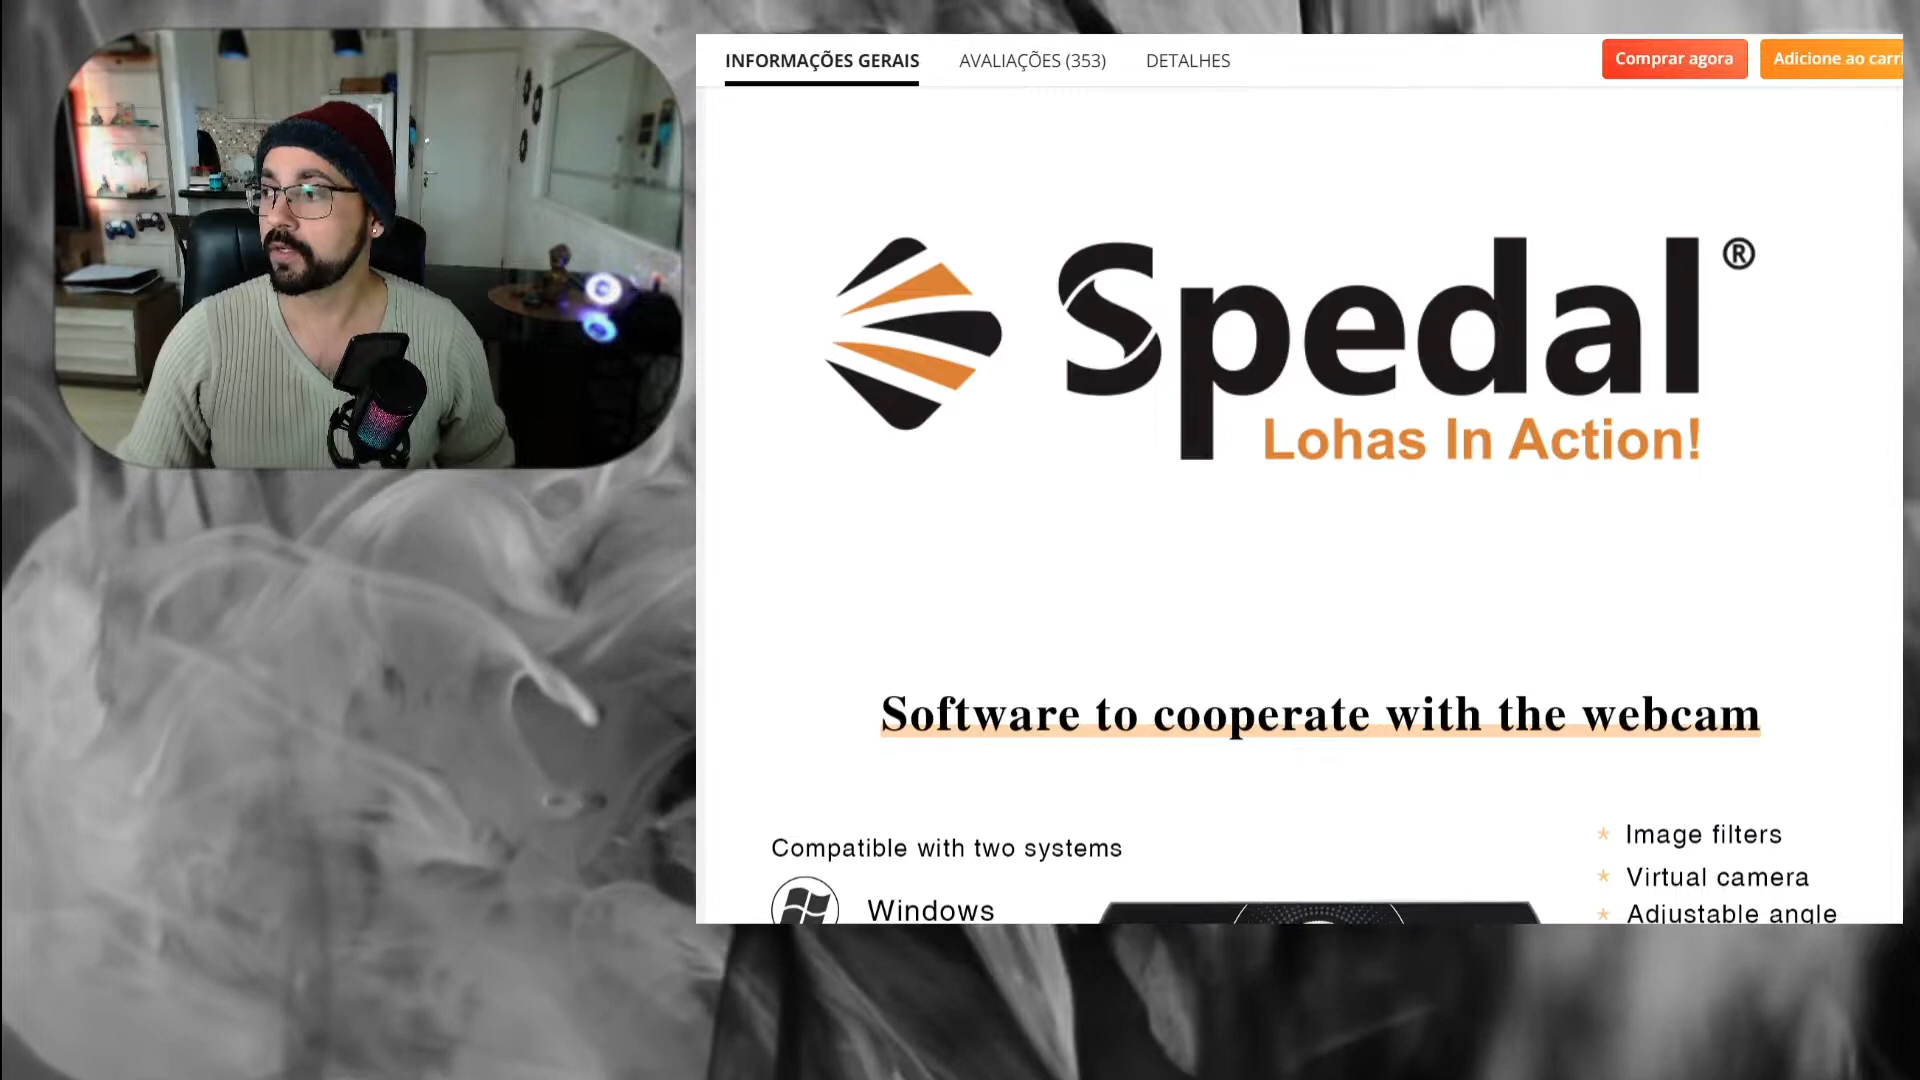 INFORMAÇÕES GERAIS
AVALIAÇÕES (353)
DETALHES
Comprar agora
Adicione ao carri
Spedal®
Lohas In Action!
Software to cooperate with the webcam
Compatible with two systems
Windows
* Image filters
* Virtual camera
* Adjustable angle